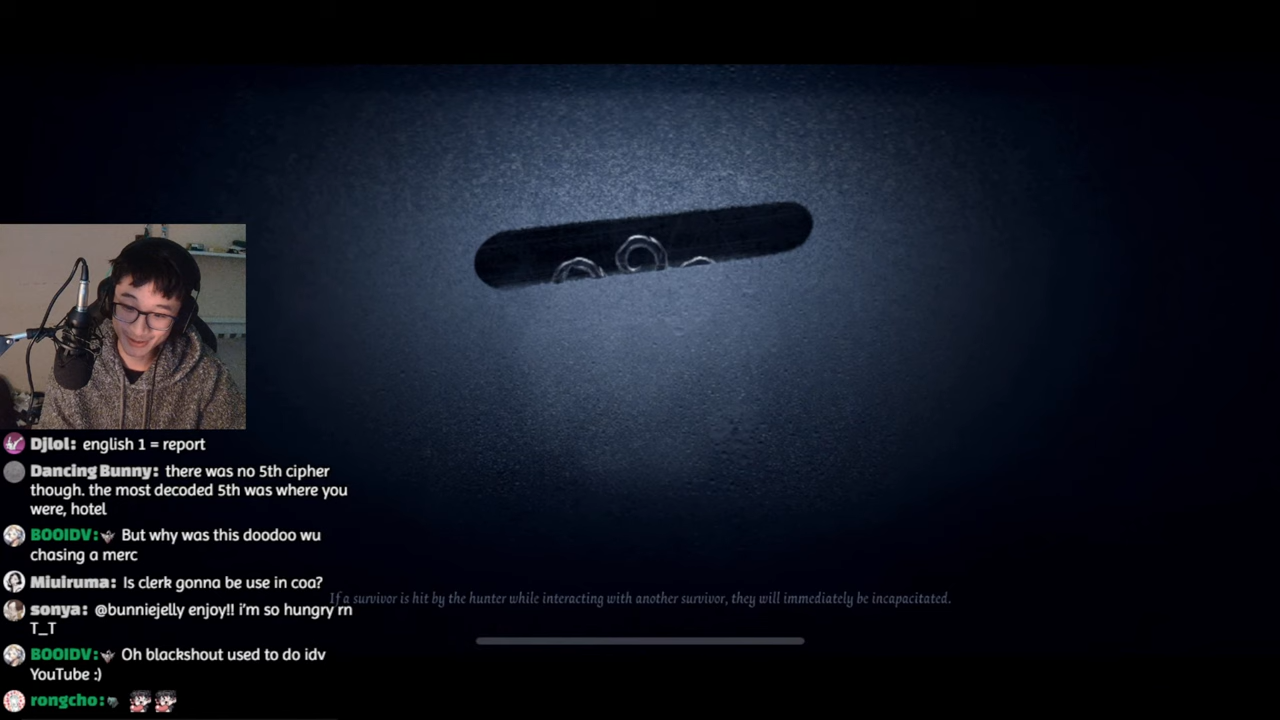 Djlol: english 1 = report
Dancing Bunny: there was no 5th cipher
though. the most decoded 5th was where you
were, hotel
BOOIDV: But why was this doodoo wu
chasing a merc
Miuiruma: Is clerk gonna be use in coa?
If a survivor is hit by the hunter while interacting with another survivor, they will immediately be incapacitated.
sonya: @bunniejelly enjoy!! i'm so hungry rn
T_T
BOOIDV: Oh blackshout used to do idv
YouTube :)
rongcho: